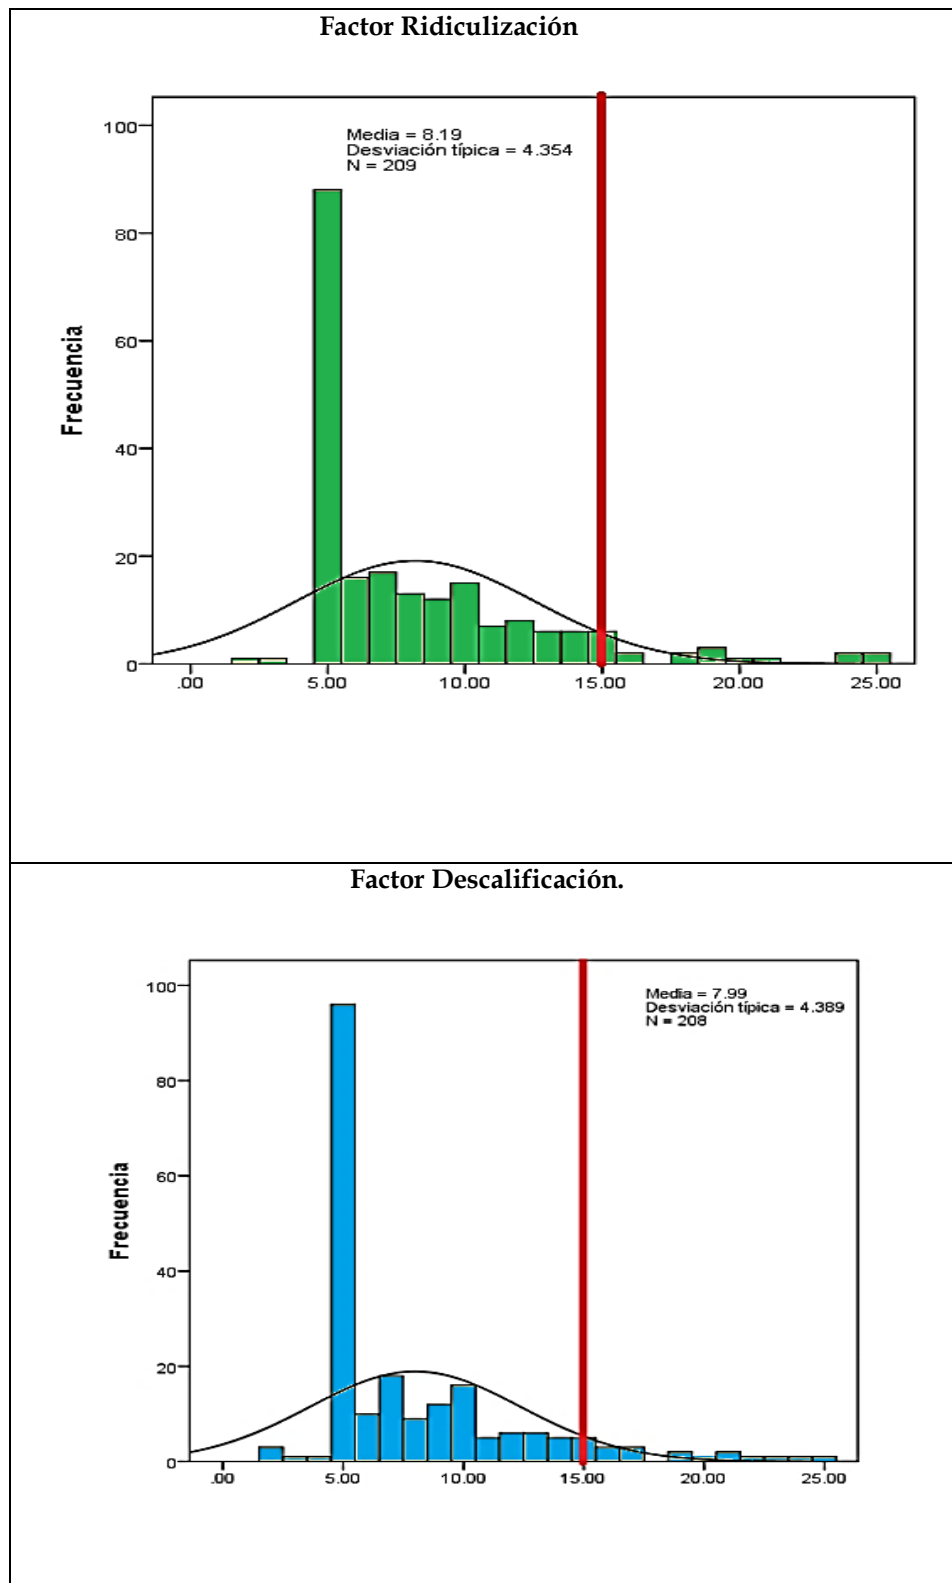 Factor Ridiculización
Media = 8.19
Desviación típica = 4.354
N = 209
Frecuencia
100
80
60
40
20
0
.00 5.00 10.00 15.00 20.00 25.00
Factor Descalificación.
Media = 7.99
Desviación típica = 4.389
N = 208
Frecuencia
100
80
60
40
20
0
.00 5.00 10.00 15.00 20.00 25.00